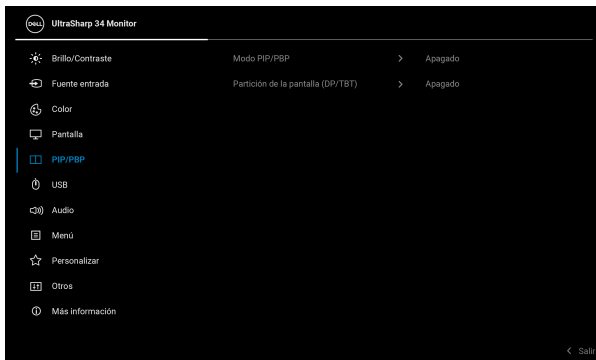 DELL UltraSharp 34 Monitor
Brillo/Contraste Modo PIP/PBP > Apagado
Fuente entrada Partición de la pantalla (DP/TBT) > Apagado
Color
Pantalla
PIP/PBP
USB
Audio
Menú
Personalizar
Otros
Más información
< Salir